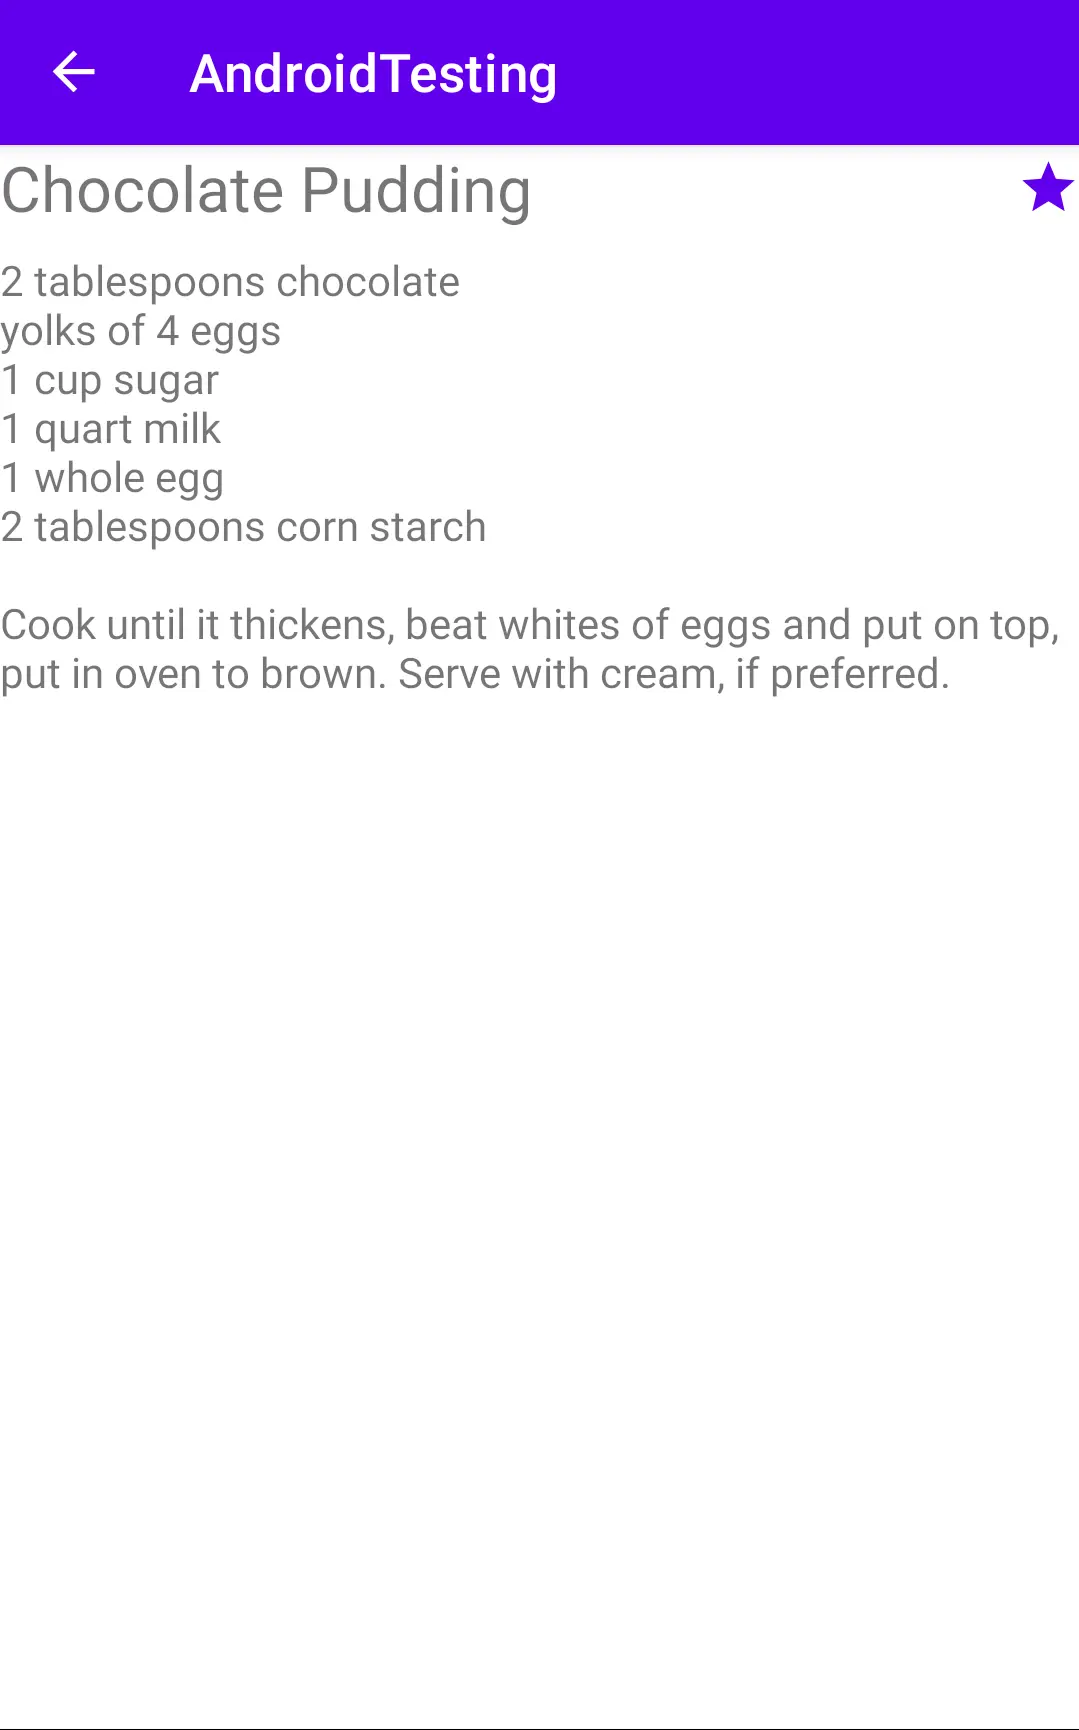 AndroidTesting
Chocolate Pudding
2 tablespoons chocolate
yolks of 4 eggs
1 cup sugar
1 quart milk
1 whole egg
2 tablespoons corn starch
Cook until it thickens, beat whites of eggs and put on top,
put in oven to brown. Serve with cream, if preferred.